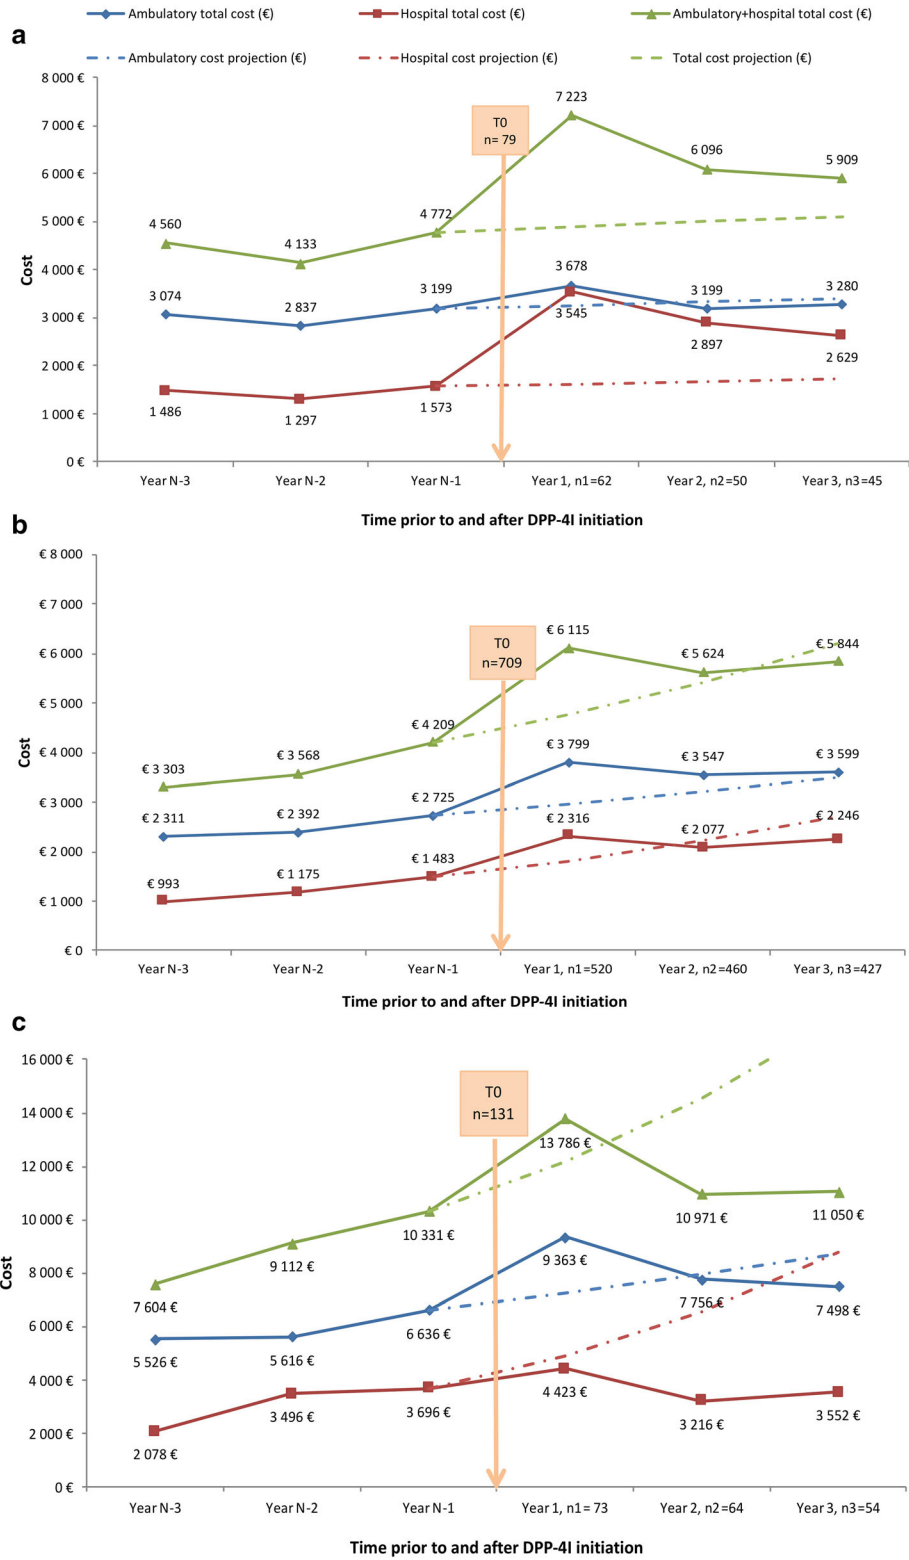 Ambulatory total cost (€) Hospital total cost (€) Ambulatory+hospital total cost (€)
a
Ambulatory cost projection (€) Hospital cost projection (€) Total cost projection (€)
8 000 €
7 223
7 000 €
T0
n= 79
6 096
5 909
6 000 €
5 000 €
4 560
4 772
4 133
4 000 €
Cost
3 678
3 074
2 837
3 199
3 199
3 280
3 000 €
3 545
2 897
2 629
2 000 €
1 486
1 297
1 573
1 000 €
0 €
Year N-3 Year N-2 Year N-1 Year 1, n1=62 Year 2, n2=50 Year 3, n3=45
Time prior to and after DPP-4I initiation
b
€ 8 000
€ 7 000
T0
n=709
€ 6 115
€ 5 624
€ 5 844
€ 6 000
€ 5 000
€ 4 209
€ 4 000
Cost
€ 3 303
€ 3 568
€ 3 799
€ 3 547
€ 3 599
€ 3 000
€ 2 311
€ 2 392
€ 2 725
€ 2 316
€ 2 077
€ 2 246
€ 2 000
€ 993
€ 1 175
€ 1 483
€ 1 000
€ 0
Year N-3 Year N-2 Year N-1 Year 1, n1=520 Year 2, n2=460 Year 3, n3=427
Time prior to and after DPP-4I initiation
c
16 000 €
T0
n=131
14 000 €
13 786 €
12 000 €
10 971 €
11 050 €
10 331 €
10 000 €
9 112 €
9 363 €
8 000 €
Cost
7 604 €
7 756€
7 498 €
6 636 €
6 000 €
5 526 €
5 616 €
4 000 €
4 423 €
3 496 €
3 696 €
3 216 €
3 552 €
2 000 €
2 078 €
0 €
Year N-3 Year N-2 Year N-1 Year 1, n1= 73 Year 2, n2=64 Year 3, n3=54
Time prior to and after DPP-4I initiation